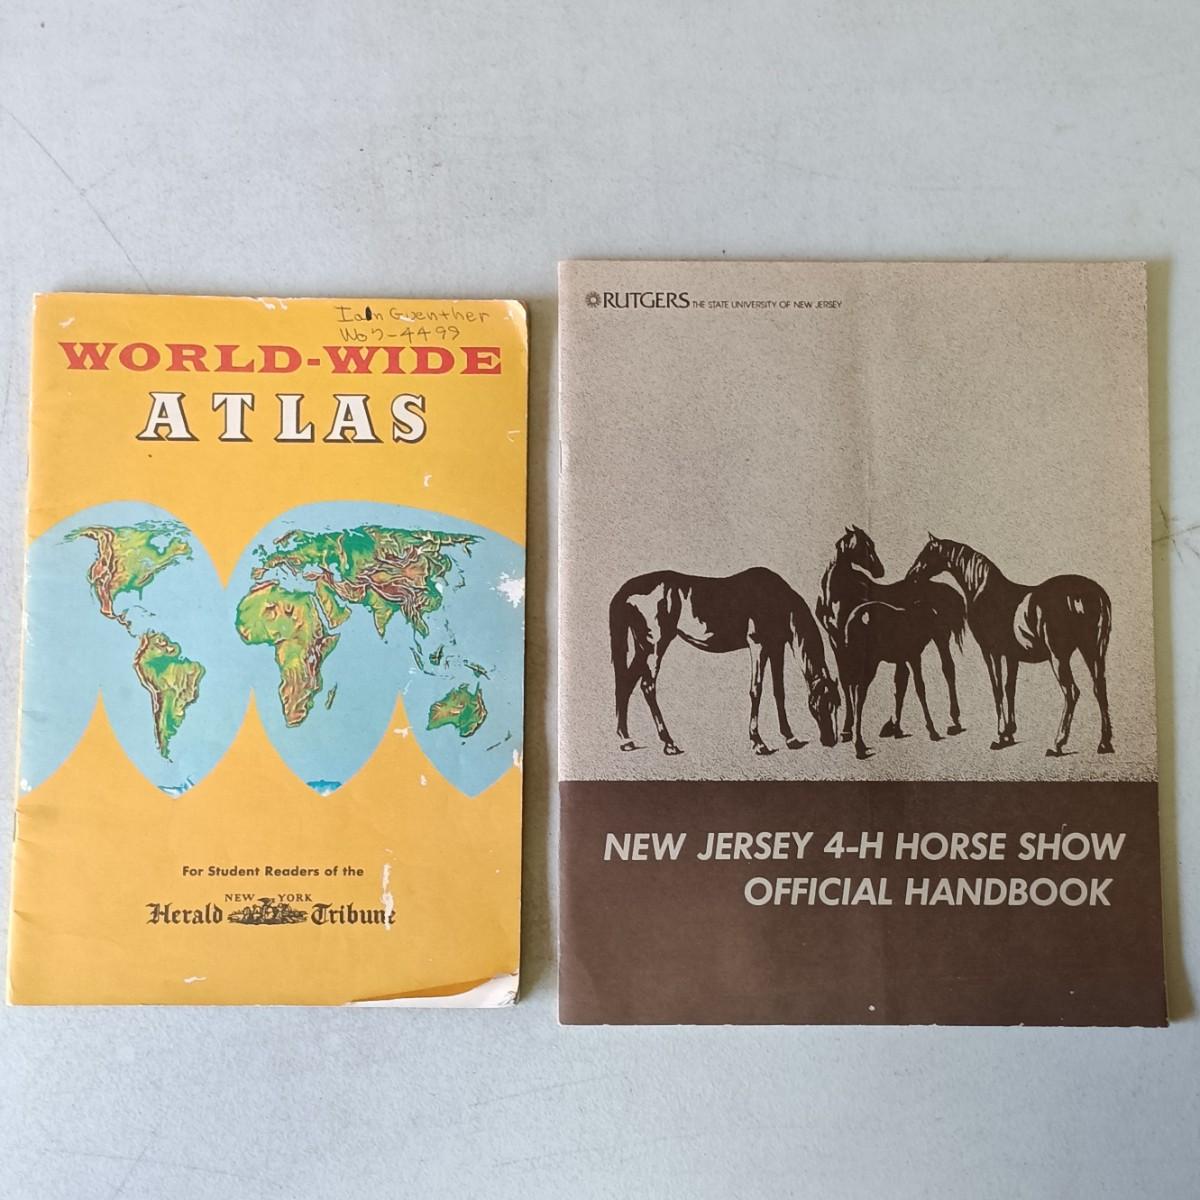 Iain Guenther
Wo7-4499
WORLD-WIDE
ATLAS
For Student Readers of the
NEW YORK
Herald Tribune
RUTGERS THE STATE UNIVERSITY OF NEW JERSEY
NEW JERSEY 4-H HORSE SHOW
OFFICIAL HANDBOOK